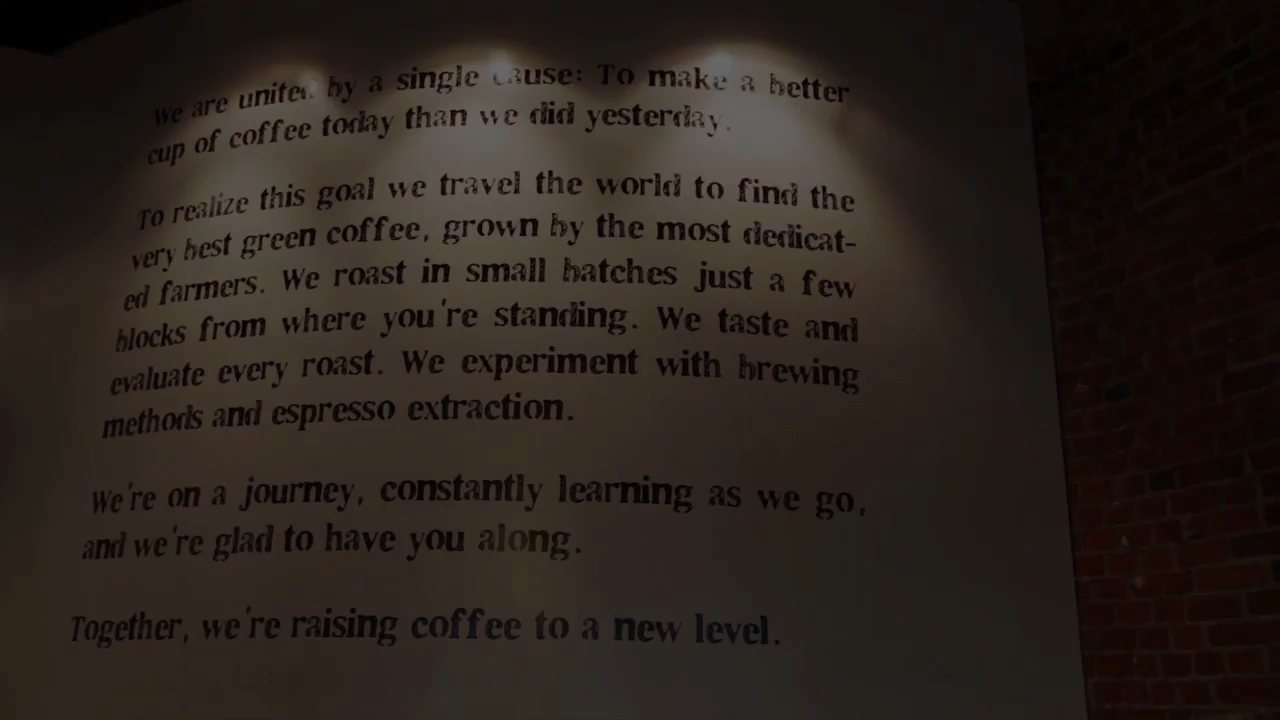 We are united by a single cause: To make a better
cup of coffee today than we did yesterday.
To realize this goal we travel the world to find the
very best green coffee, grown by the most dedicat-
ed farmers. We roast in small batches just a few
blocks from where you're standing. We taste and
evaluate every roast. We experiment with brewing
methods and espresso extraction.
We're on a journey, constantly learning as we go,
and we're glad to have you along.
Together, we're raising coffee to a new level.